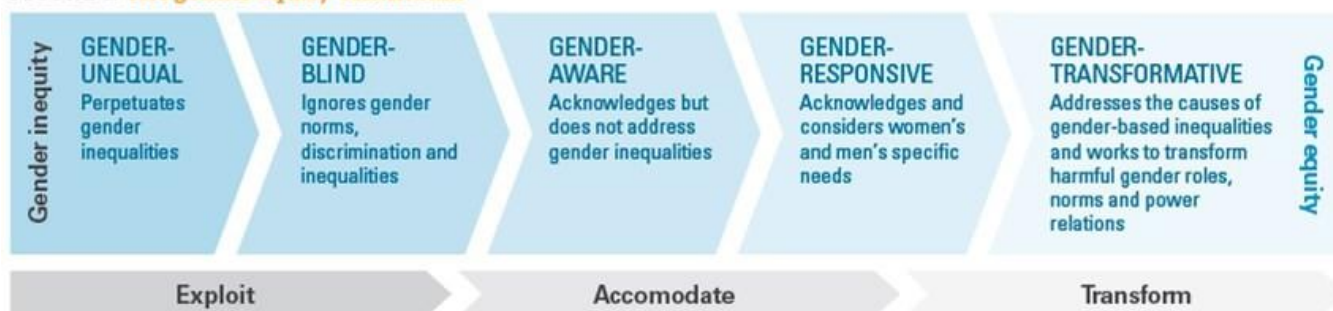 Gender inequity
GENDER-
UNEQUAL
Perpetuates
gender
inequalities
GENDER-
BLIND
Ignores gender
norms,
discrimination and
inequalities
GENDER-
AWARE
Acknowledges but
does not address
gender inequalities
GENDER-
RESPONSIVE
Acknowledges and
considers women's
and men's specific
needs
GENDER-
TRANSFORMATIVE
Addresses the causes of
gender-based inequalities
and works to transform
harmful gender roles,
norms and power
relations
Gender equity
Exploit
Accomodate
Transform